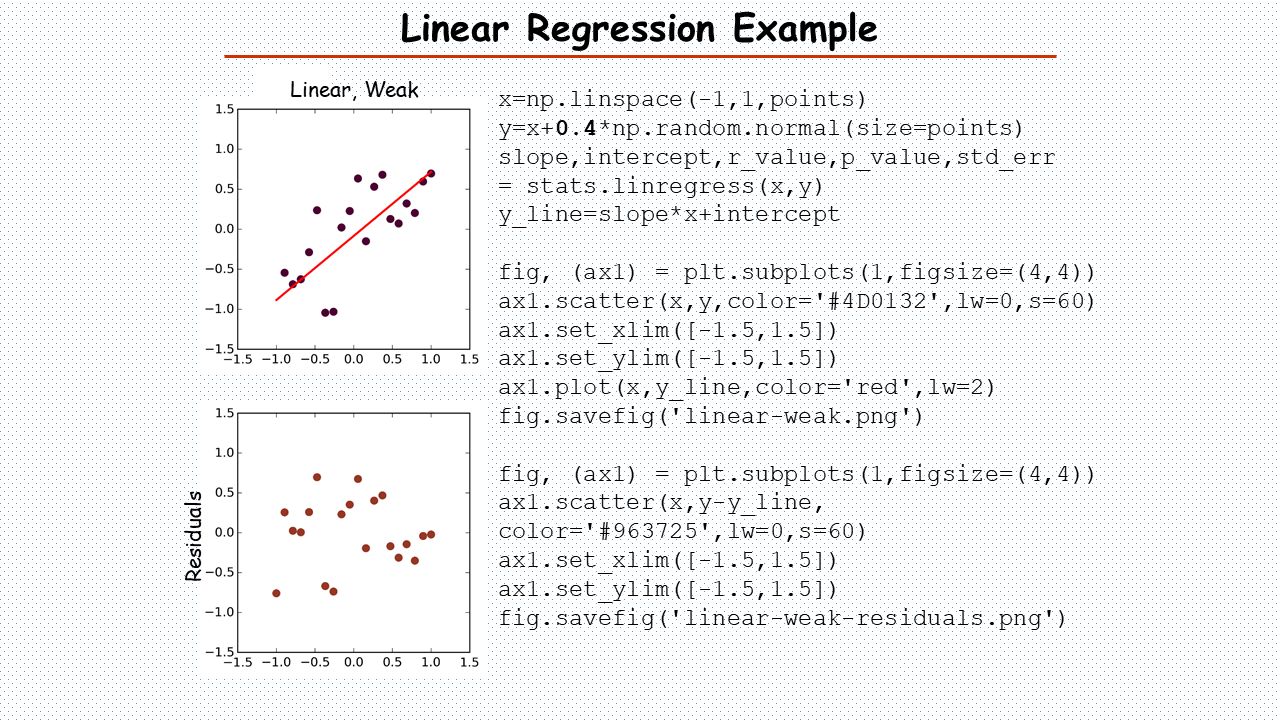 Linear Regression Example
Linear, Weak
1.5
1.0
0.5
0.0
−0.5
−1.0
−1.5
−1.5 −1.0 −0.5 0.0 0.5 1.0 1.5
Residuals
1.5
1.0
0.5
0.0
−0.5
−1.0
−1.5
−1.5 −1.0 −0.5 0.0 0.5 1.0 1.5
x=np.linspace(-1,1,points)
y=x+0.4*np.random.normal(size=points)
slope,intercept,r_value,p_value,std_err
= stats.linregress(x,y)
y_line=slope*x+intercept
fig, (ax1) = plt.subplots(1,figsize=(4,4))
ax1.scatter(x,y,color='#4D0132',lw=0,s=60)
ax1.set_xlim([-1.5,1.5])
ax1.set_ylim([-1.5,1.5])
ax1.plot(x,y_line,color='red',lw=2)
fig.savefig('linear-weak.png')
fig, (ax1) = plt.subplots(1,figsize=(4,4))
ax1.scatter(x,y-y_line,
color='#963725',lw=0,s=60)
ax1.set_xlim([-1.5,1.5])
ax1.set_ylim([-1.5,1.5])
fig.savefig('linear-weak-residuals.png')